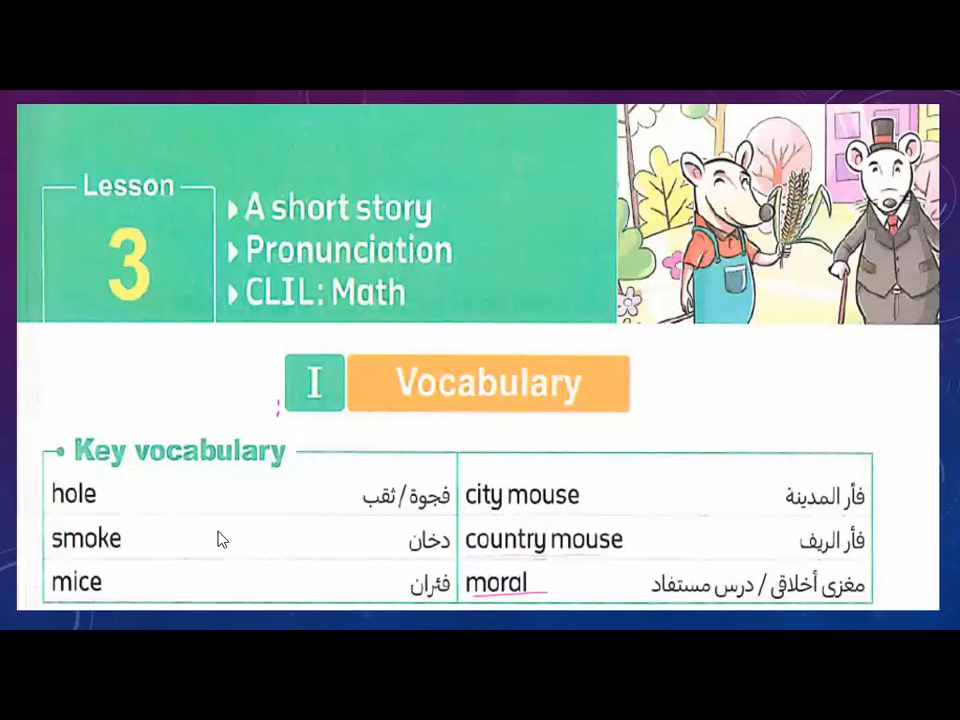 Lesson
3
A short story
Pronunciation
CLIL: Math
I Vocabulary
Key vocabulary
hole فجوة / ثقب
city mouse فأر المدينة
smoke دخان
country mouse فأر الريف
mice فئران
moral مغزى أخلاقى / درس مستفاد